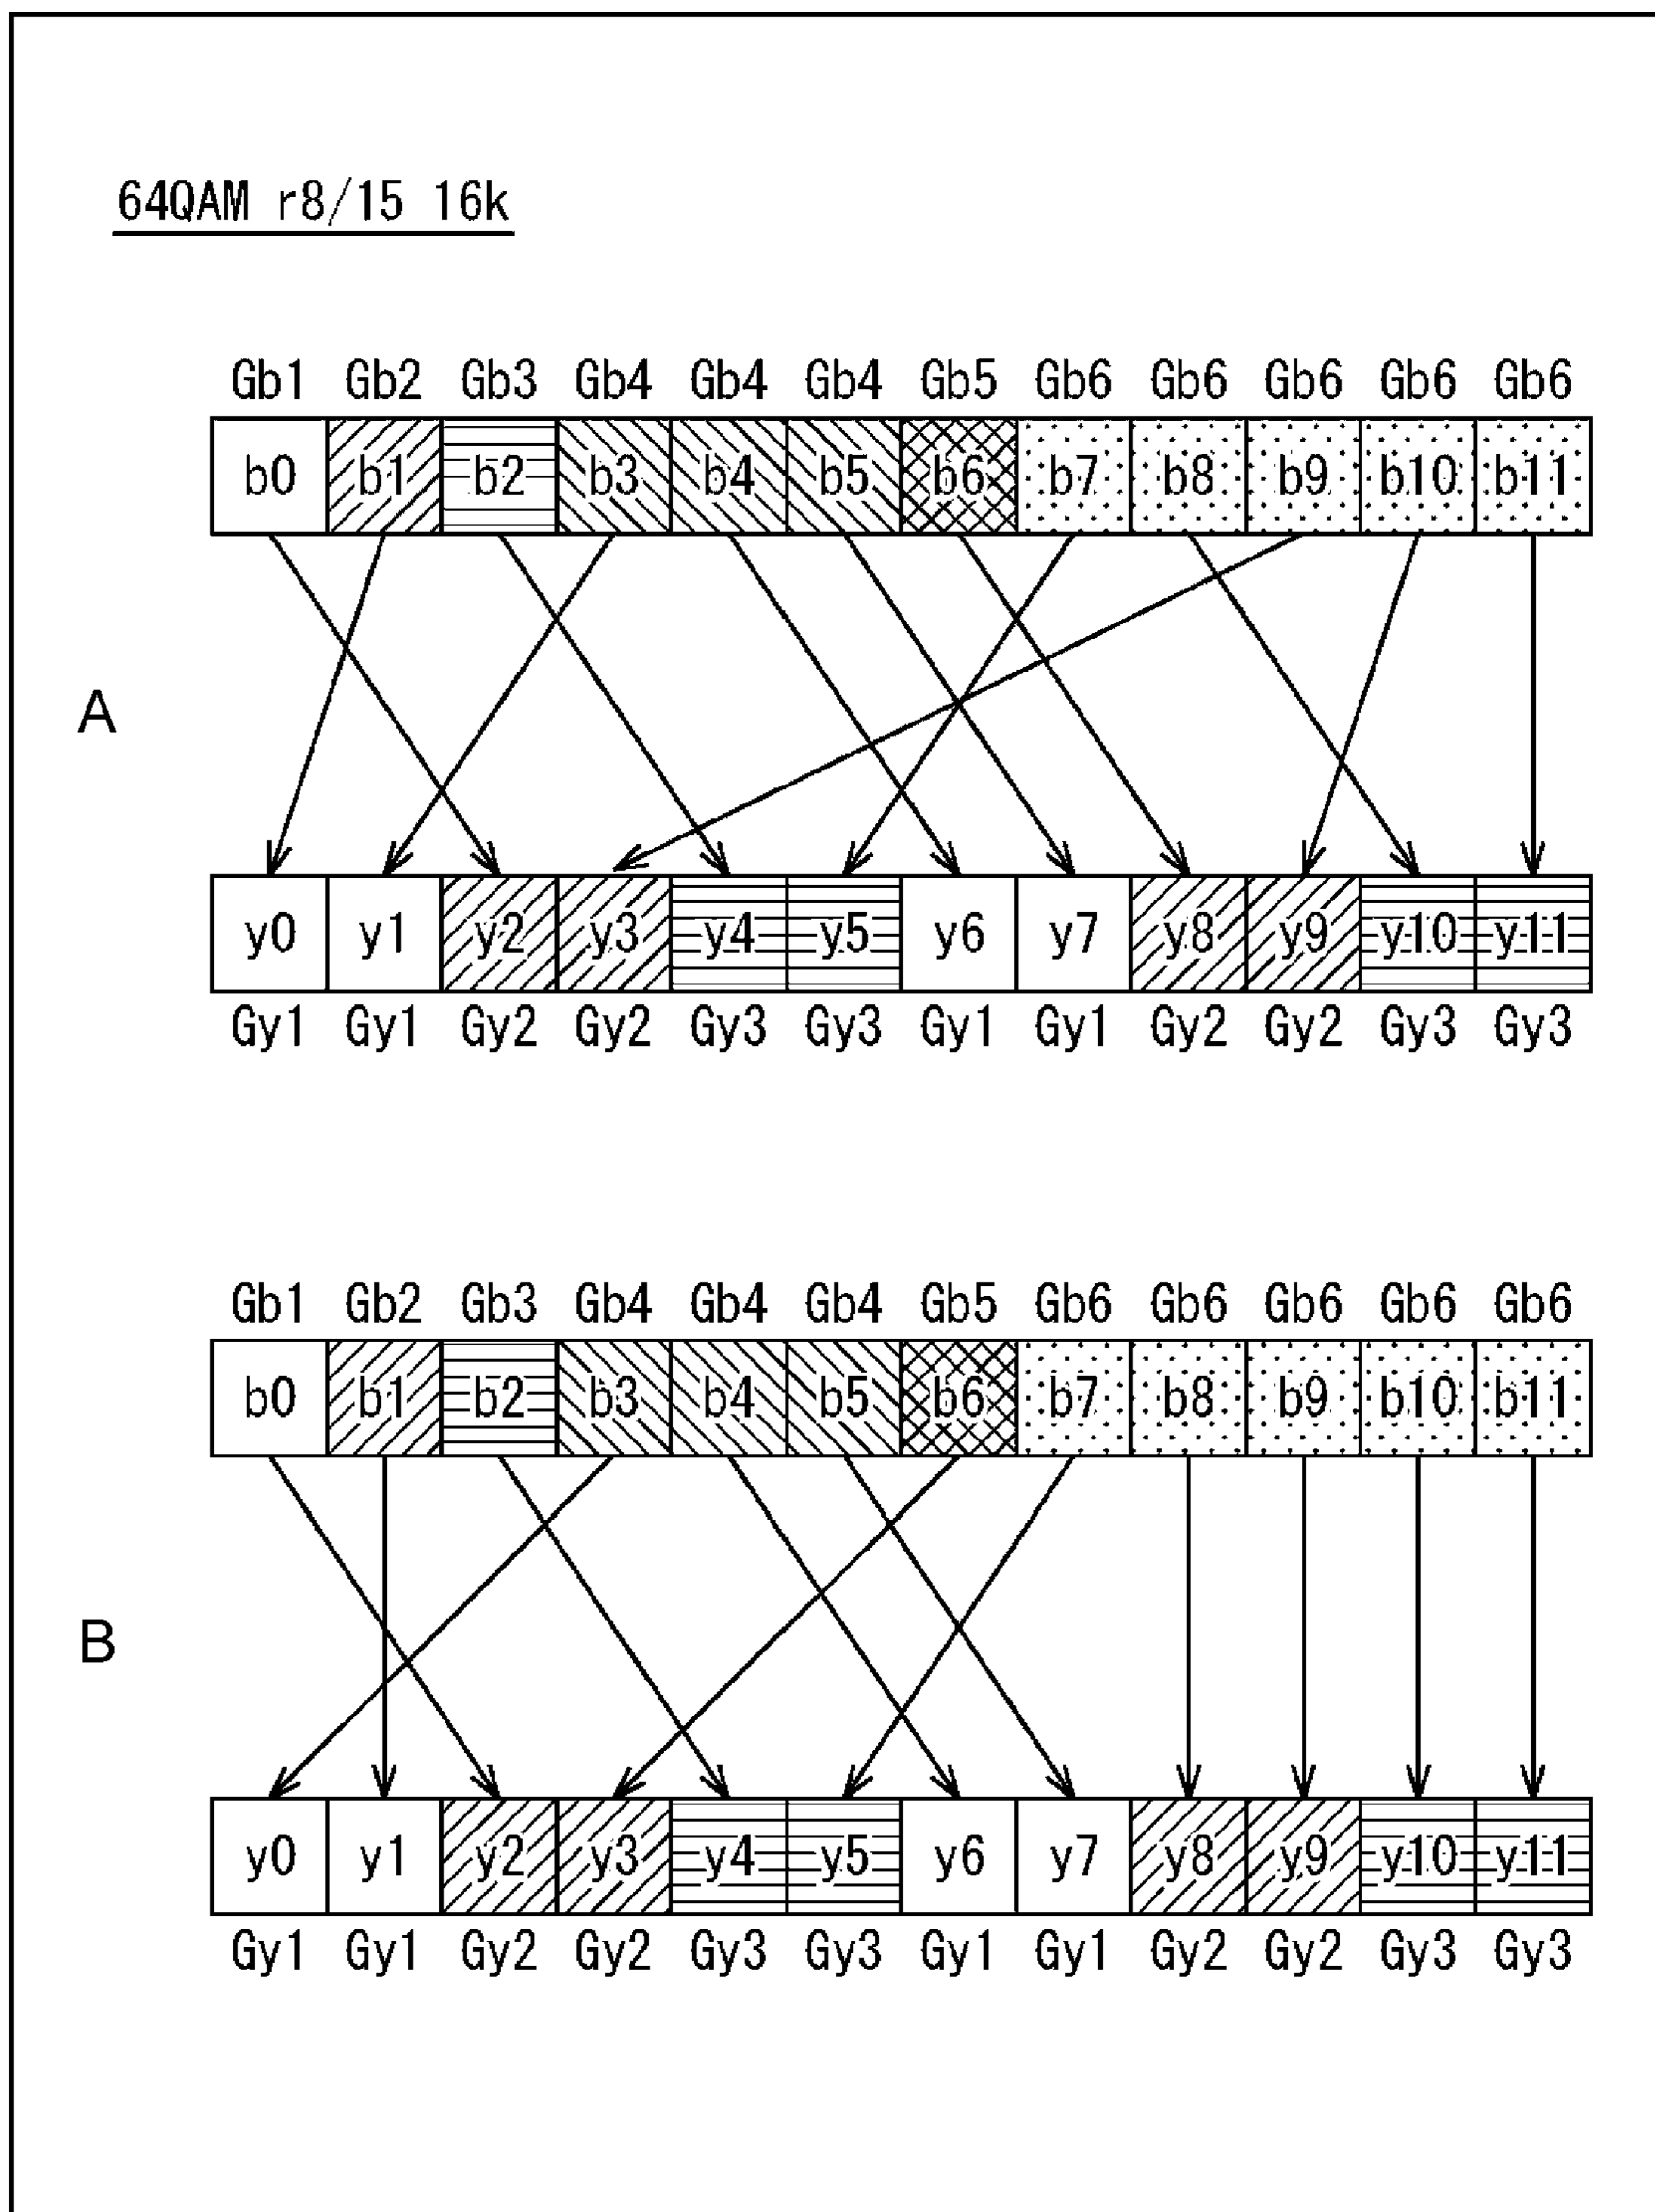 64QAM r8/15 16k
Gb1 Gb2 Gb3 Gb4 Gb4 Gb4 Gb5 Gb6 Gb6 Gb6 Gb6 Gb6
b0 b1 b2 b3 b4 b5 b6 b7 b8 b9 b10 b11
A
y0 y1 y2 y3 y4 y5 y6 y7 y8 y9 y10 y11
Gy1 Gy1 Gy2 Gy2 Gy3 Gy3 Gy1 Gy1 Gy2 Gy2 Gy3 Gy3
Gb1 Gb2 Gb3 Gb4 Gb4 Gb4 Gb5 Gb6 Gb6 Gb6 Gb6 Gb6
b0 b1 b2 b3 b4 b5 b6 b7 b8 b9 b10 b11
B
y0 y1 y2 y3 y4 y5 y6 y7 y8 y9 y10 y11
Gy1 Gy1 Gy2 Gy2 Gy3 Gy3 Gy1 Gy1 Gy2 Gy2 Gy3 Gy3